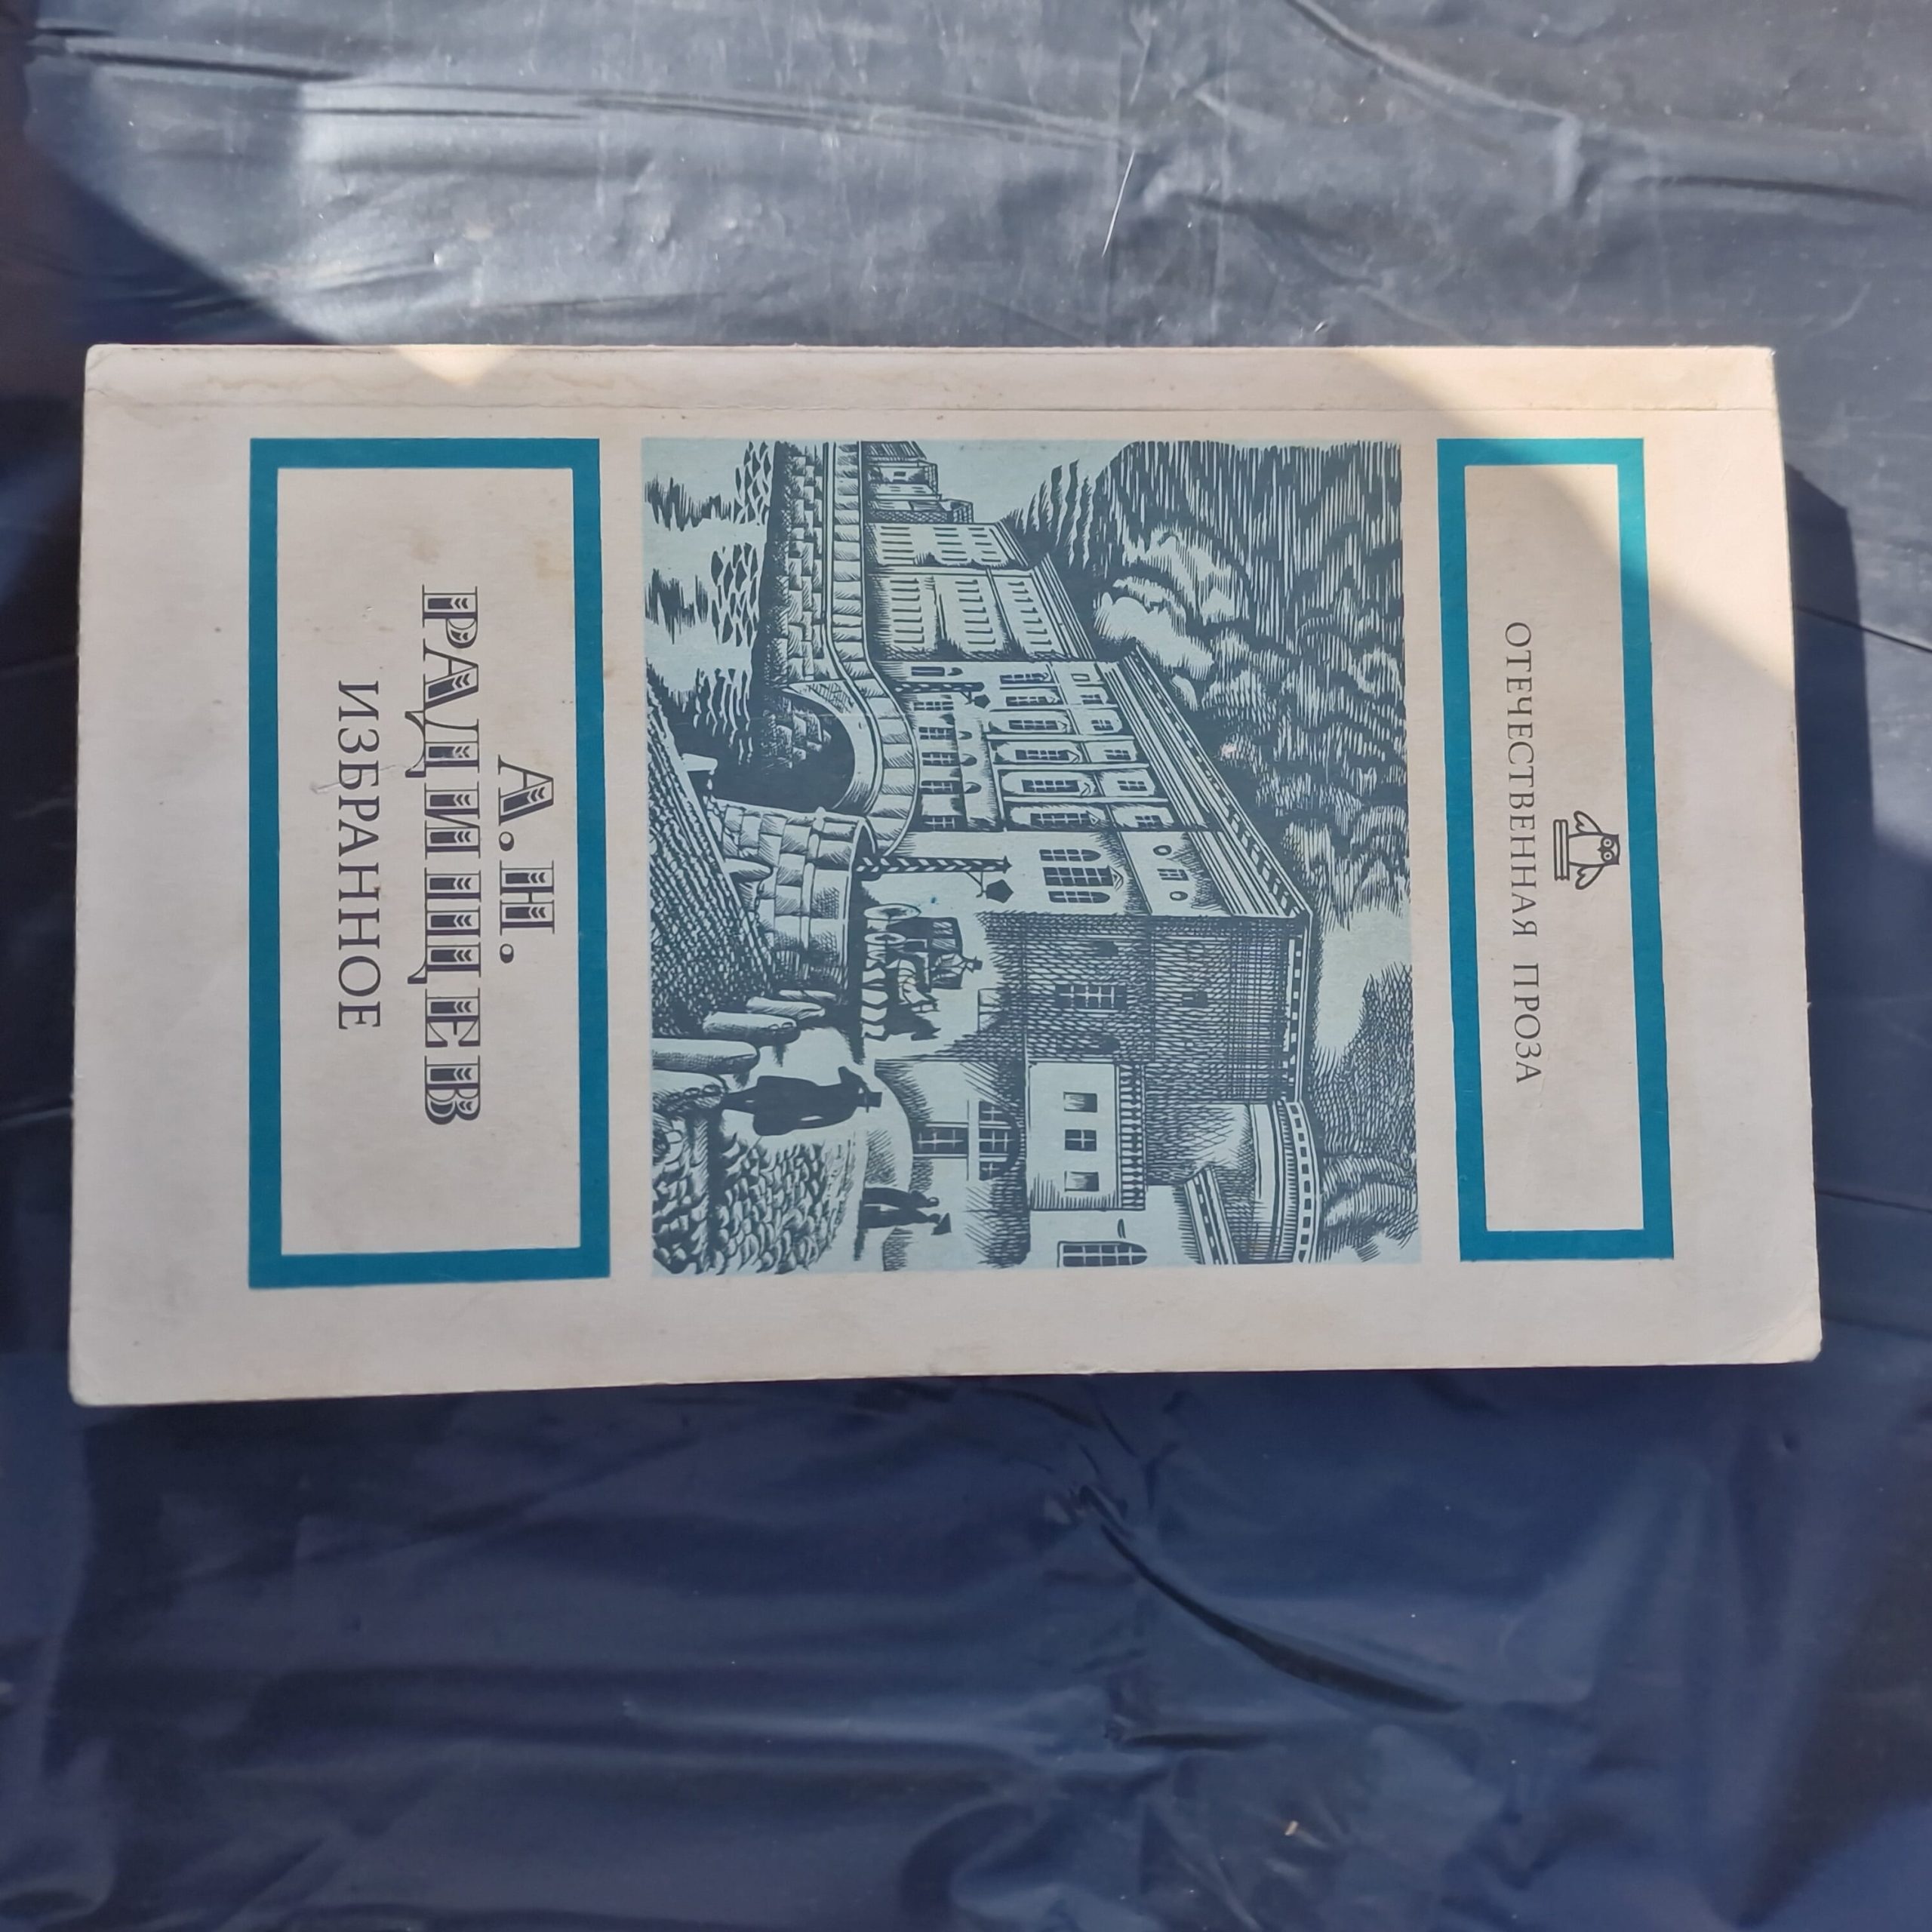 ОТЕЧЕСТВЕННАЯ ПРОЗА
А.Н.
РАДИЩЕВ
ИЗБРАННОЕ